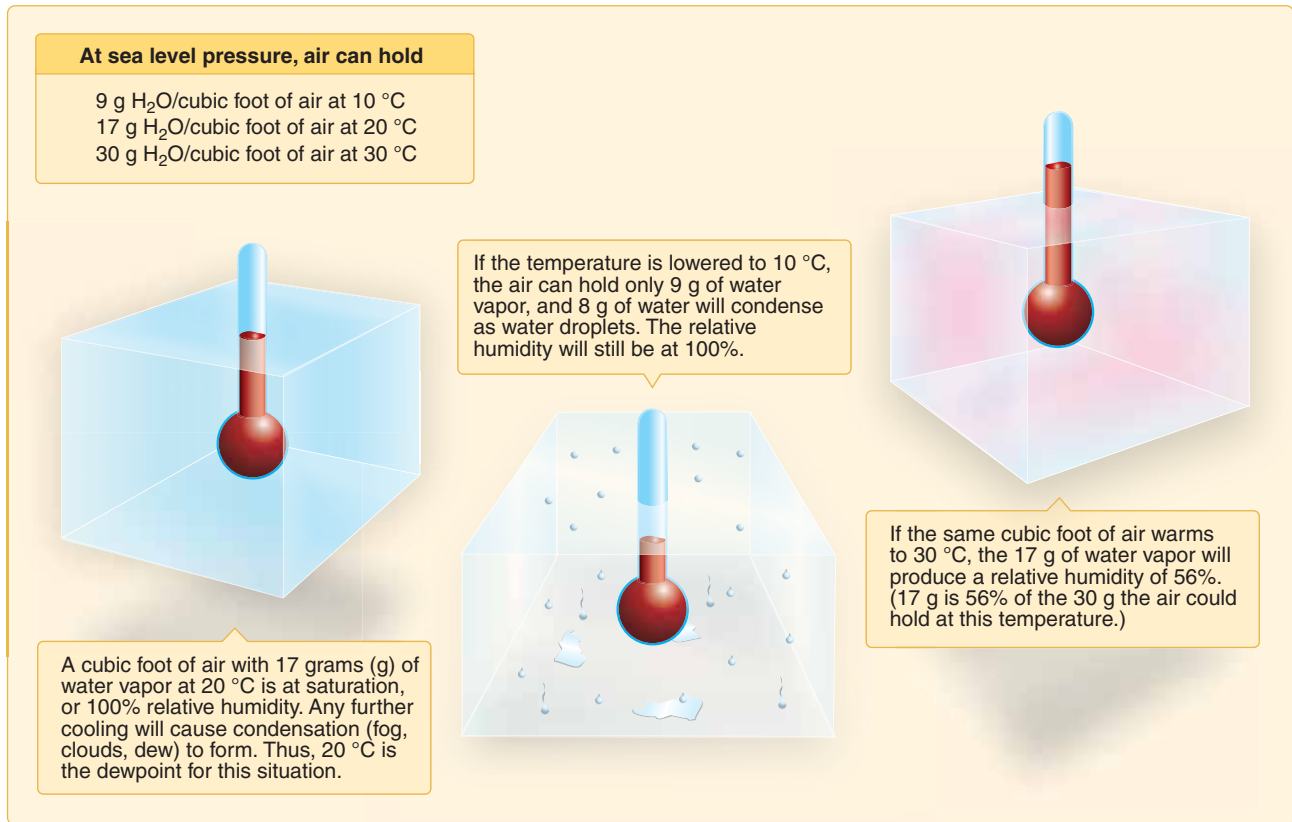 At sea level pressure, air can hold
9 g H₂O/cubic foot of air at 10 °C
17 g H₂O/cubic foot of air at 20 °C
30 g H₂O/cubic foot of air at 30 °C
A cubic foot of air with 17 grams (g) of
water vapor at 20 °C is at saturation,
or 100% relative humidity. Any further
cooling will cause condensation (fog,
clouds, dew) to form. Thus, 20 °C is
the dewpoint for this situation.
If the temperature is lowered to 10 °C,
the air can hold only 9 g of water
vapor, and 8 g of water will condense
as water droplets. The relative
humidity will still be at 100%.
If the same cubic foot of air warms
to 30 °C, the 17 g of water vapor will
produce a relative humidity of 56%.
(17 g is 56% of the 30 g the air could
hold at this temperature.)